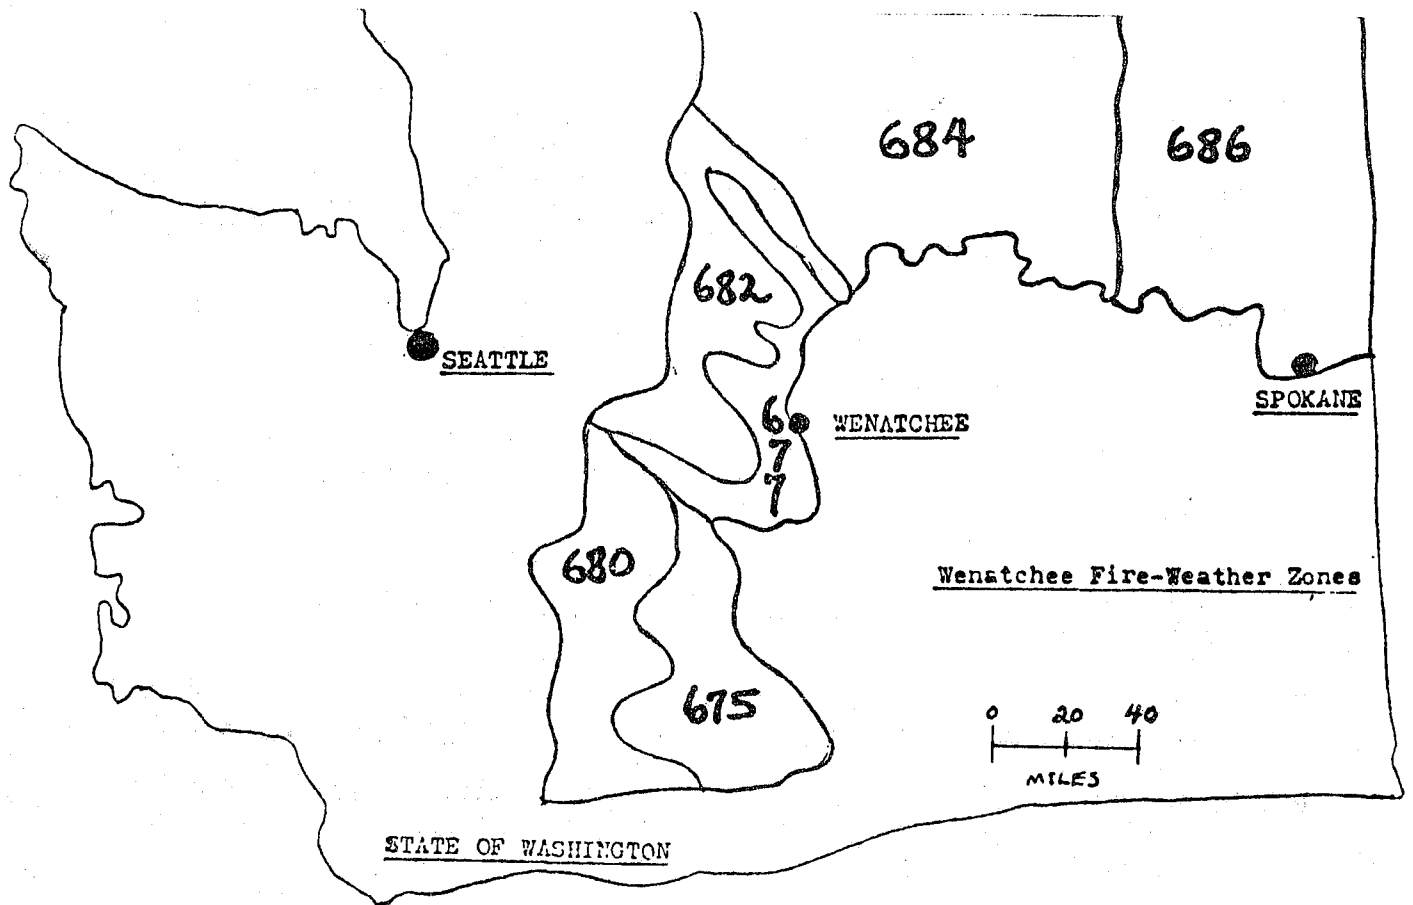 684
686
682
SEATTLE
SPOKANE
6
7
7
WENATCHEE
680
Wenatchee Fire-Weather Zones
675
0 20 40
MILES
STATE OF WASHINGTON